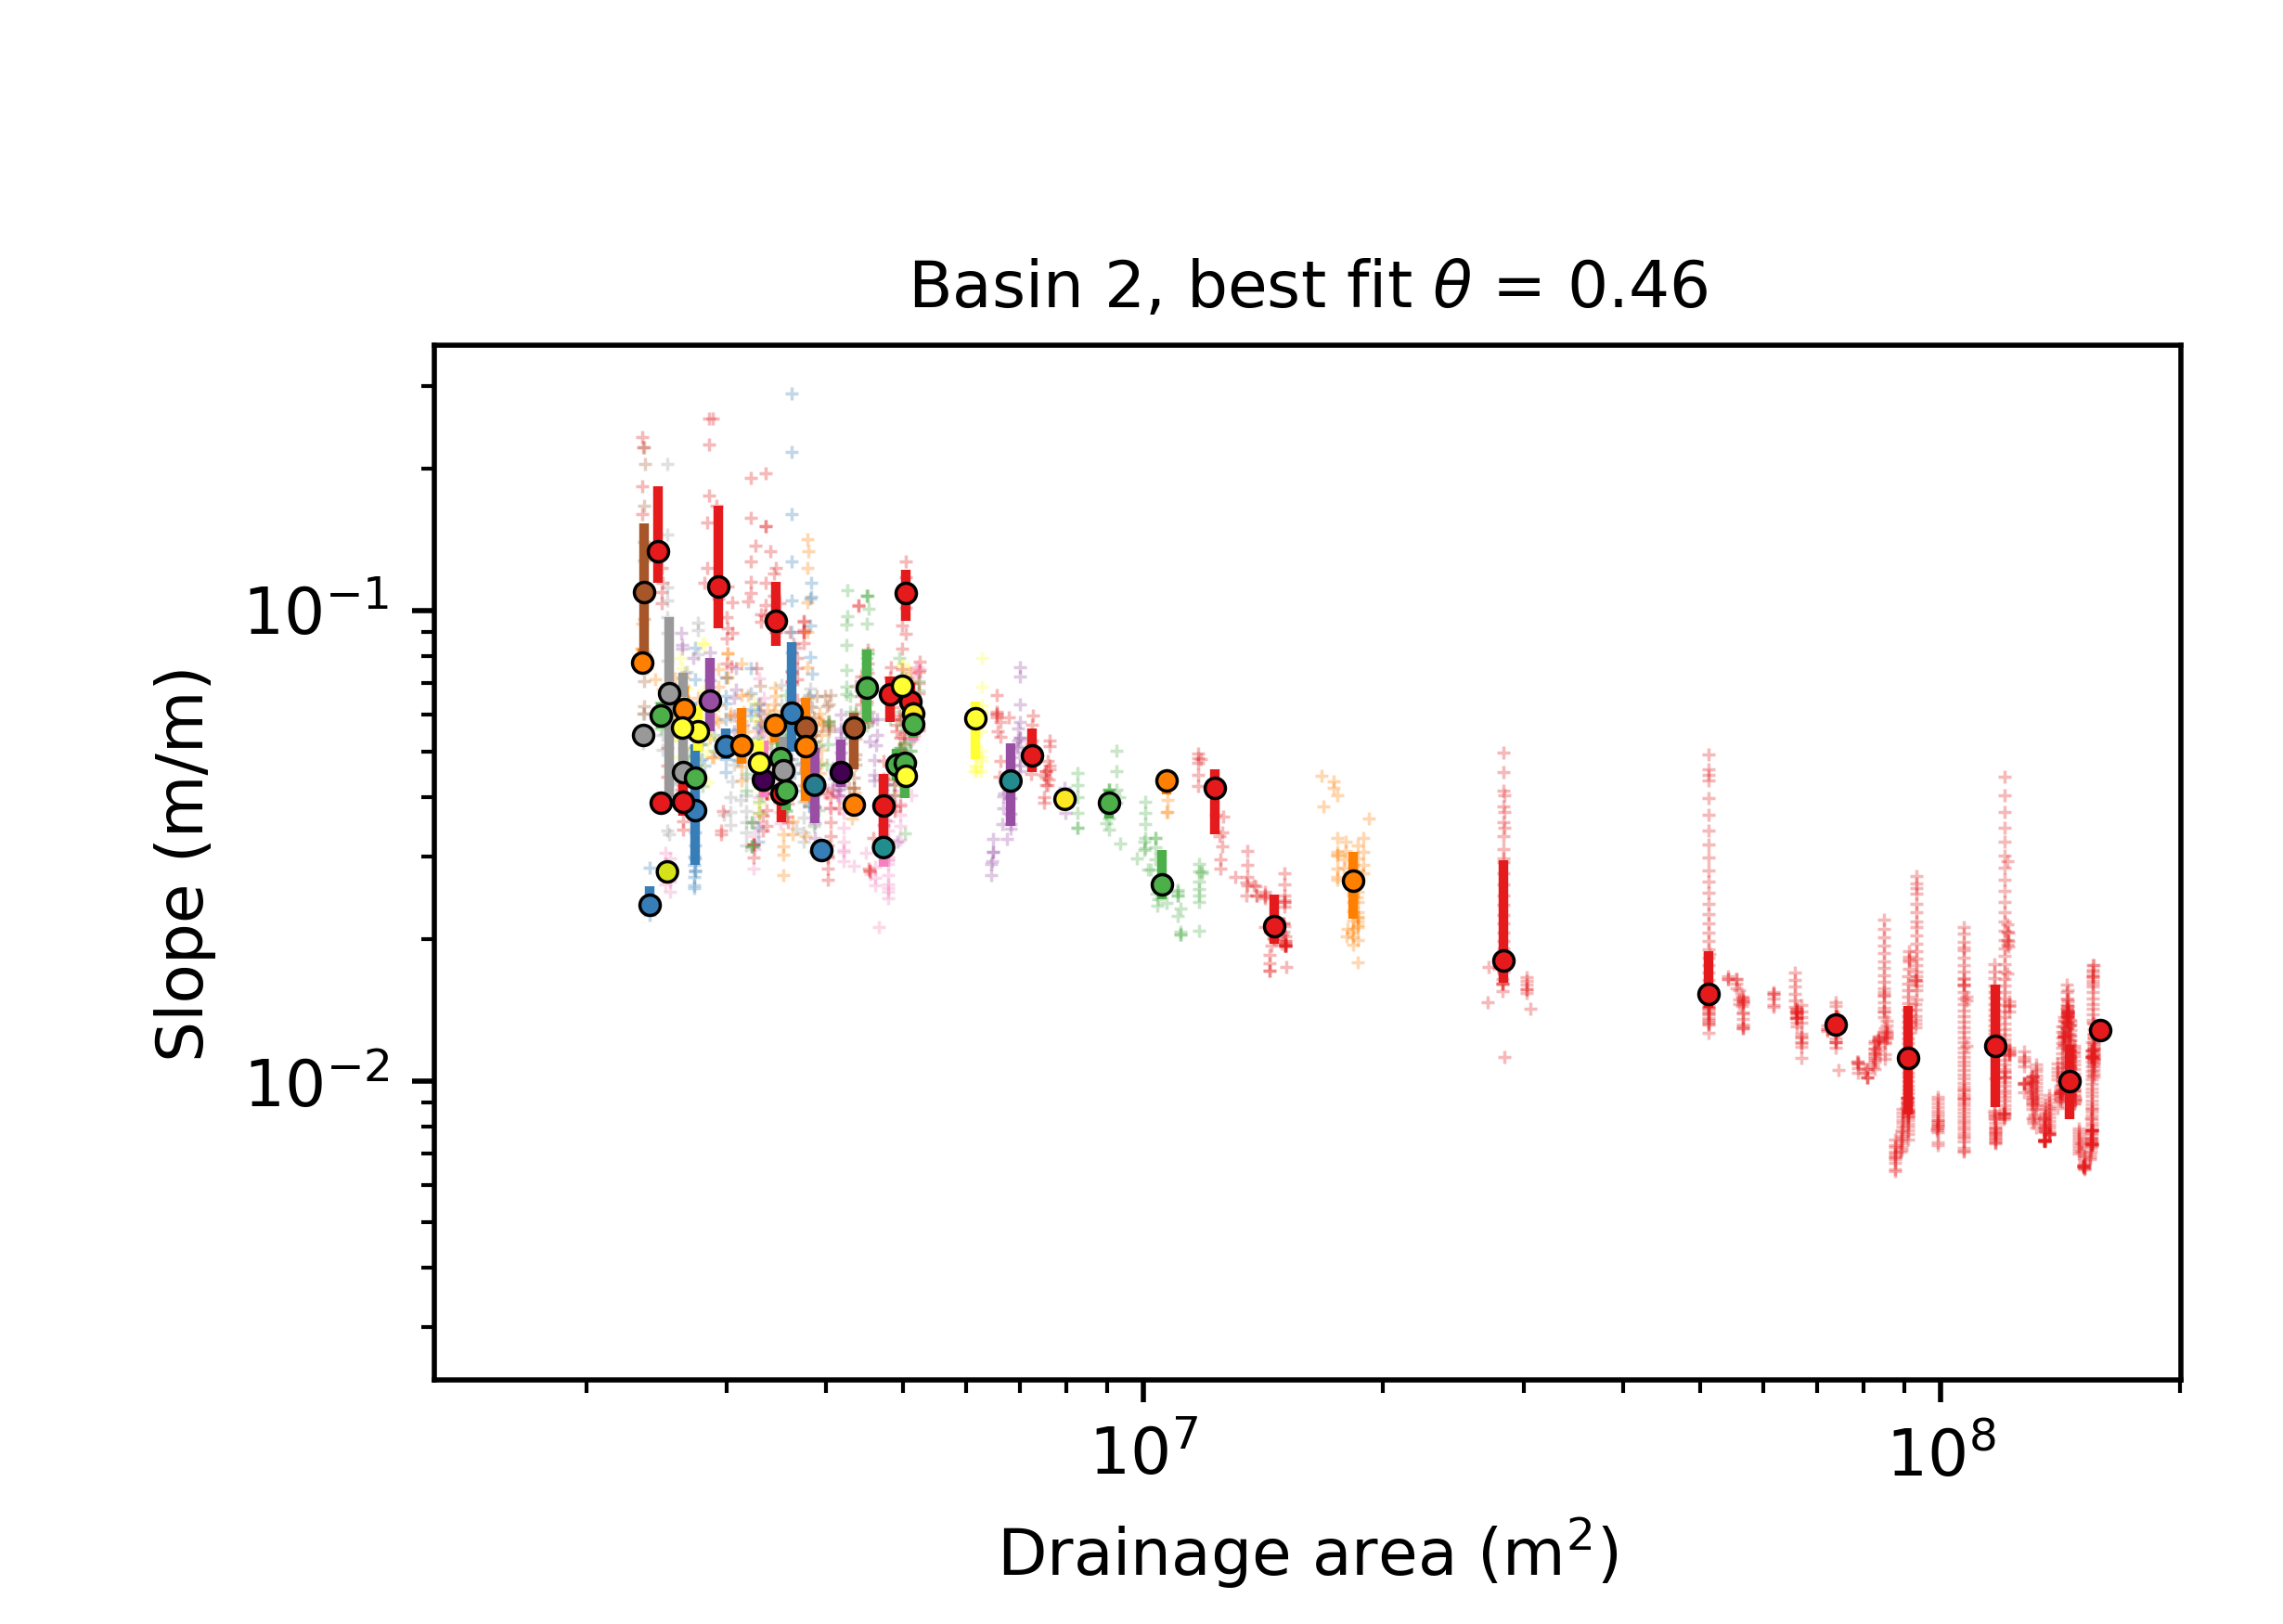 Basin 2, best fit θ = 0.46
10⁻¹
10⁻²
Slope (m/m)
10⁷ 10⁸
Drainage area (m²)